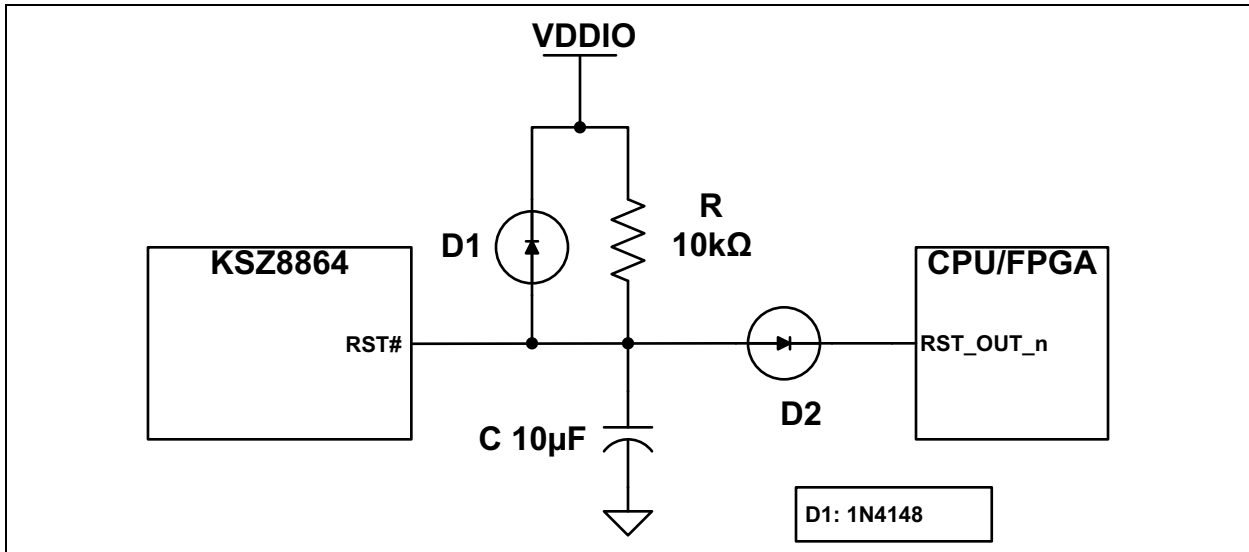 VDDIO
R
10kΩ
D1
KSZ8864
CPU/FPGA
RST#
RST_OUT_n
D2
C 10µF
D1: 1N4148